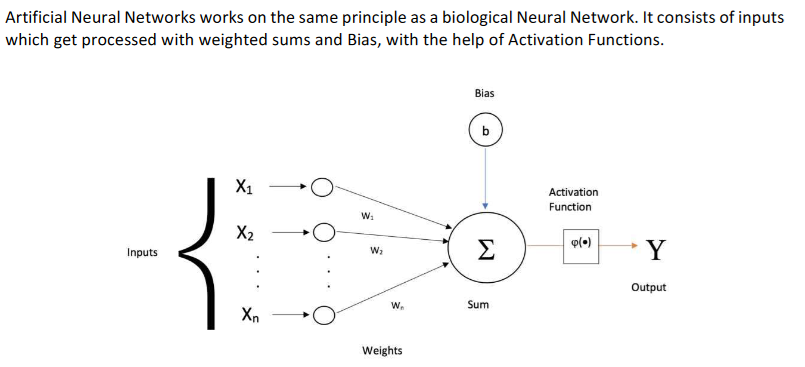 Artificial Neural Networks works on the same principle as a biological Neural Network. It consists of inputs
which get processed with weighted sums and Bias, with the help of Activation Functions.
Bias
b
X₁
Activation
Function
W₁
X₂
Inputs
W₂
Σ
φ(•)
Y
.
.
.
.
Output
Xn
Wₙ
Sum
Weights